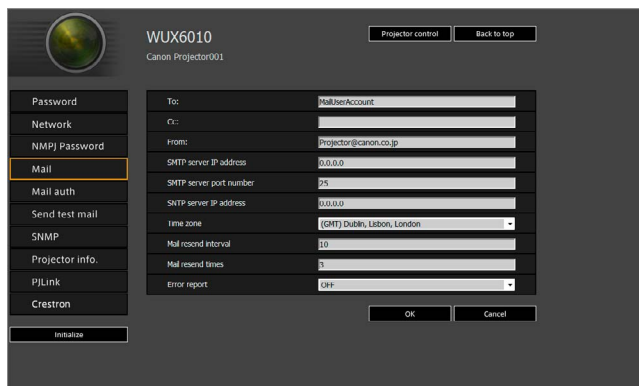 WUX6010
Canon Projector001
Projector control
Back to top
Password
Network
NMPJ Password
Mail
Mail auth
Send test mail
SNMP
Projector info.
PJLink
Crestron
Initialize
To: MailUserAccount
Cc:
From: Projector@canon.co.jp
SMTP server IP address 0.0.0.0
SMTP server port number 25
SNTP server IP address 0.0.0.0
Time zone (GMT) Dublin, Lisbon, London
Mail resend interval 10
Mail resend times 3
Error report OFF
OK
Cancel